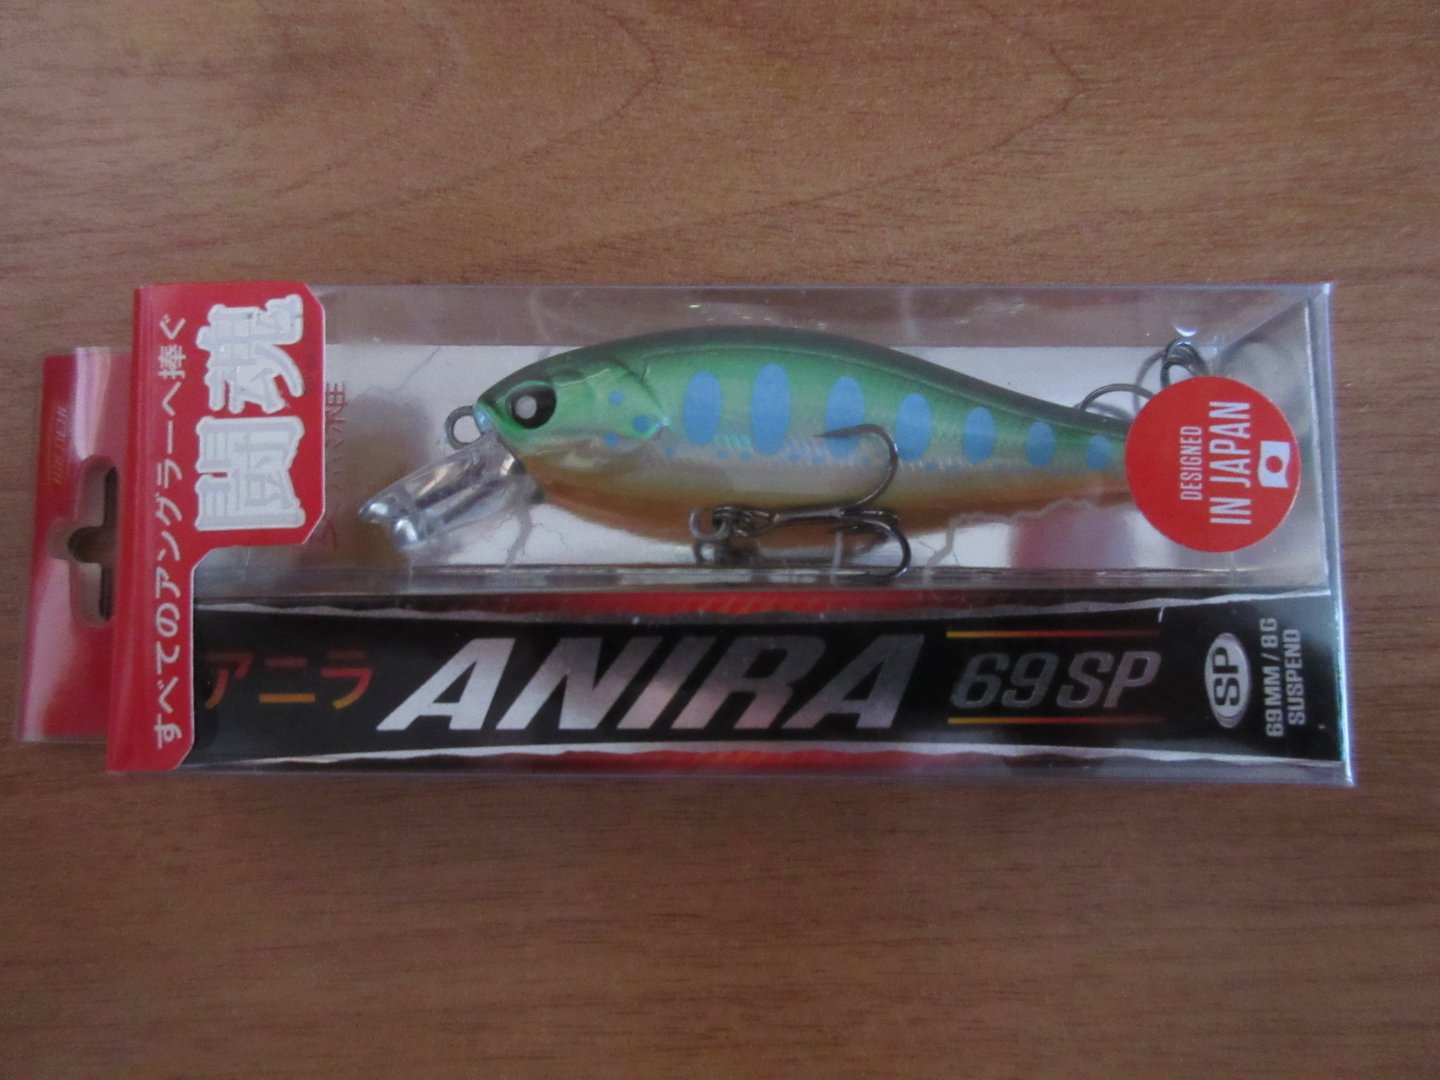 すべてのアングラーへ捧ぐ
闘魂
DESIGNED
IN JAPAN
アニラ
ANIRA 69SP
SP
69MM/8G
SUSPEND